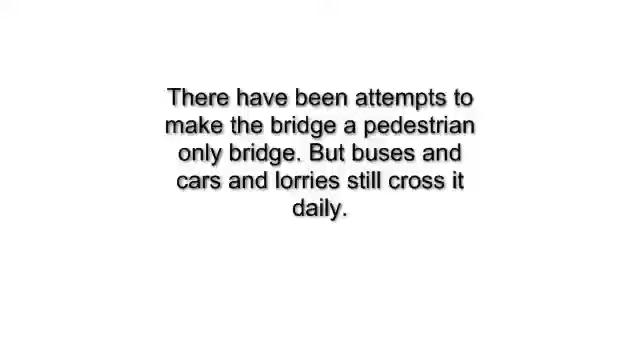 There have been attempts to
make the bridge a pedestrian
only bridge. But buses and
cars and lorries still cross it
daily.